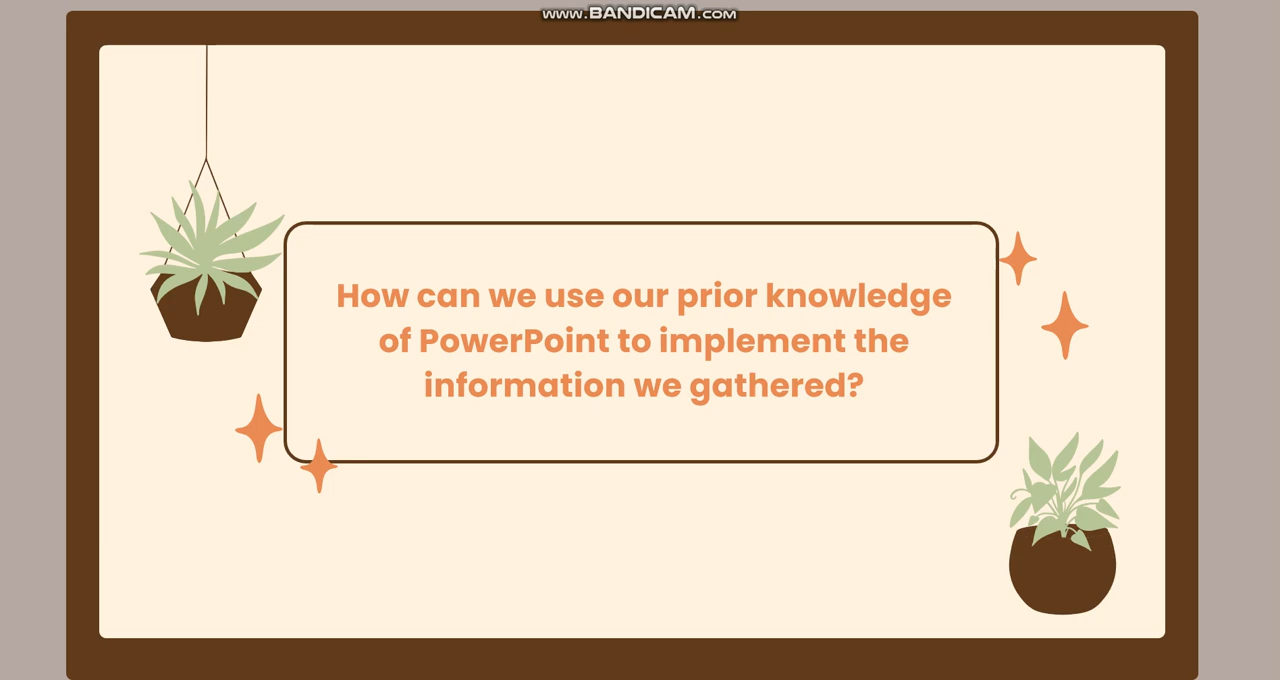 www.BANDICAM.com
How can we use our prior knowledge
of PowerPoint to implement the
information we gathered?